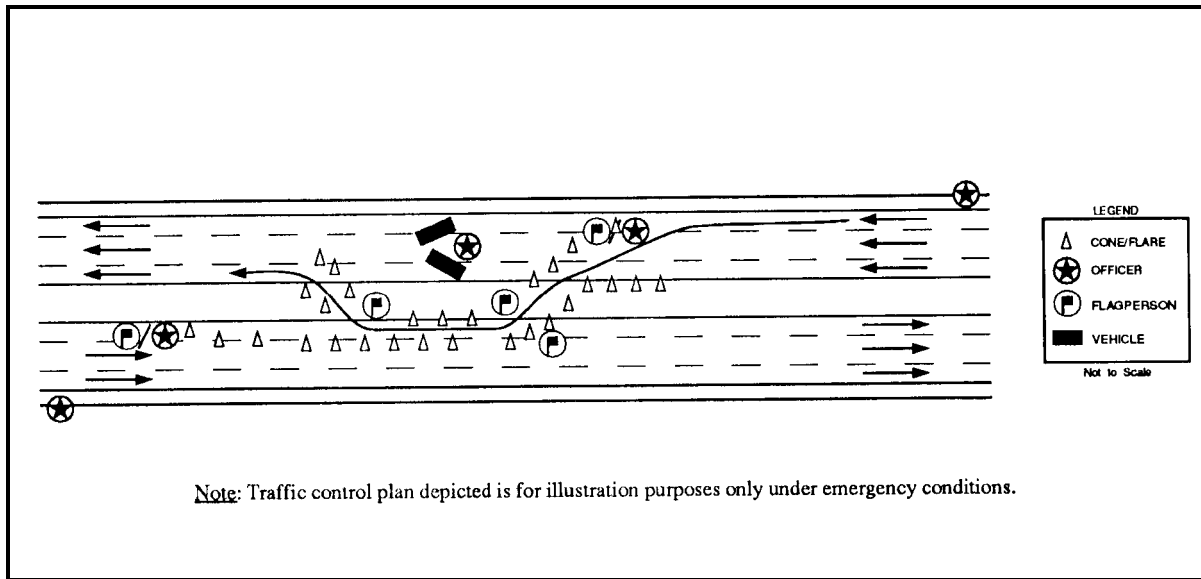 LEGEND
CONE/FLARE
OFFICER
FLAGPERSON
VEHICLE
Not to Scale
Note: Traffic control plan depicted is for illustration purposes only under emergency conditions.